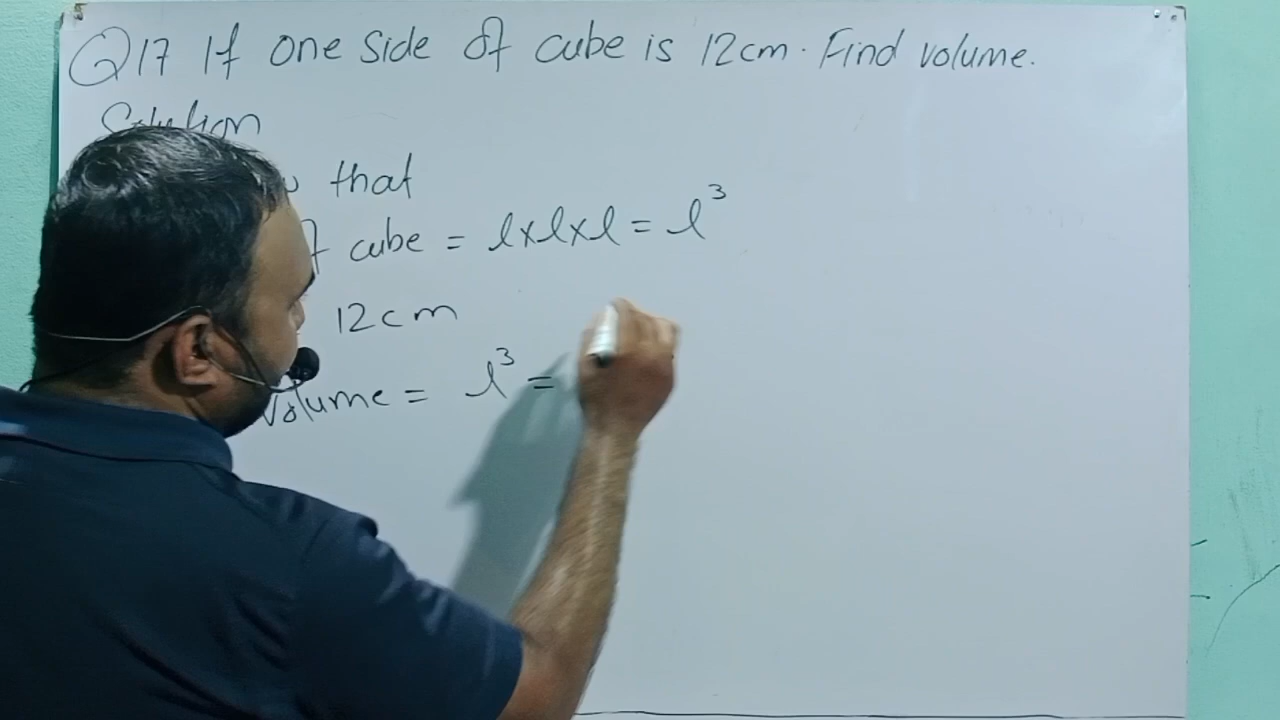 Q17 If one side of cube is 12cm. Find volume.
Solution
that
cube = l×l×l = l³
12cm
Volume = l³ =